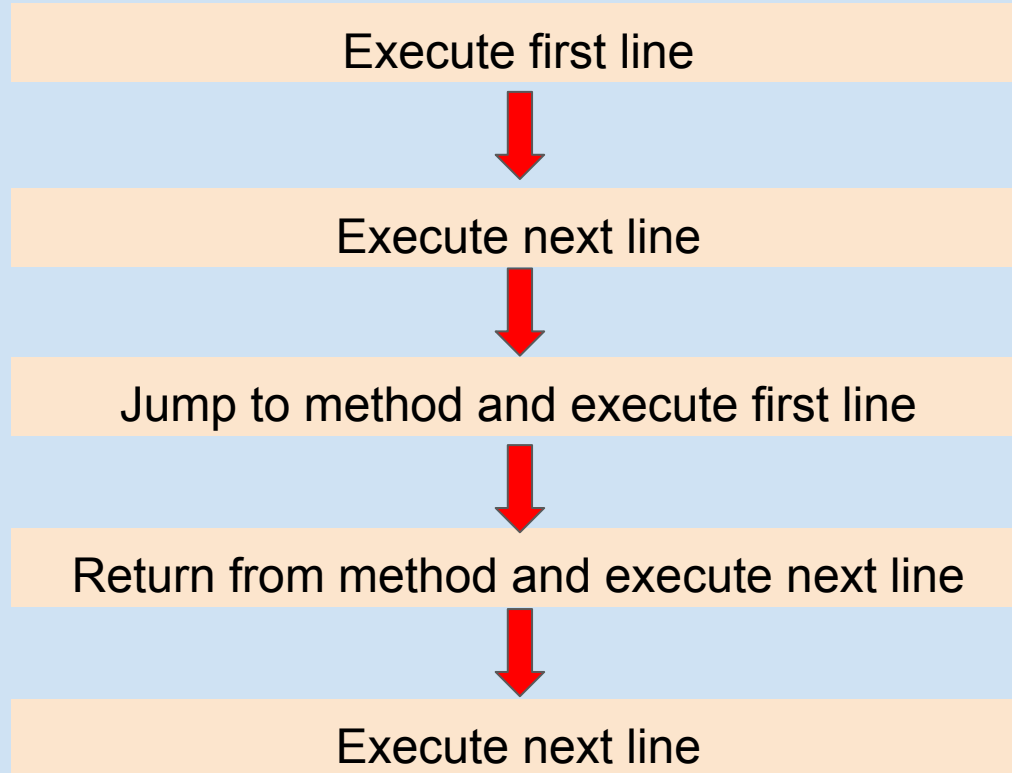 Execute first line
Execute next line
Jump to method and execute first line
Return from method and execute next line
Execute next line